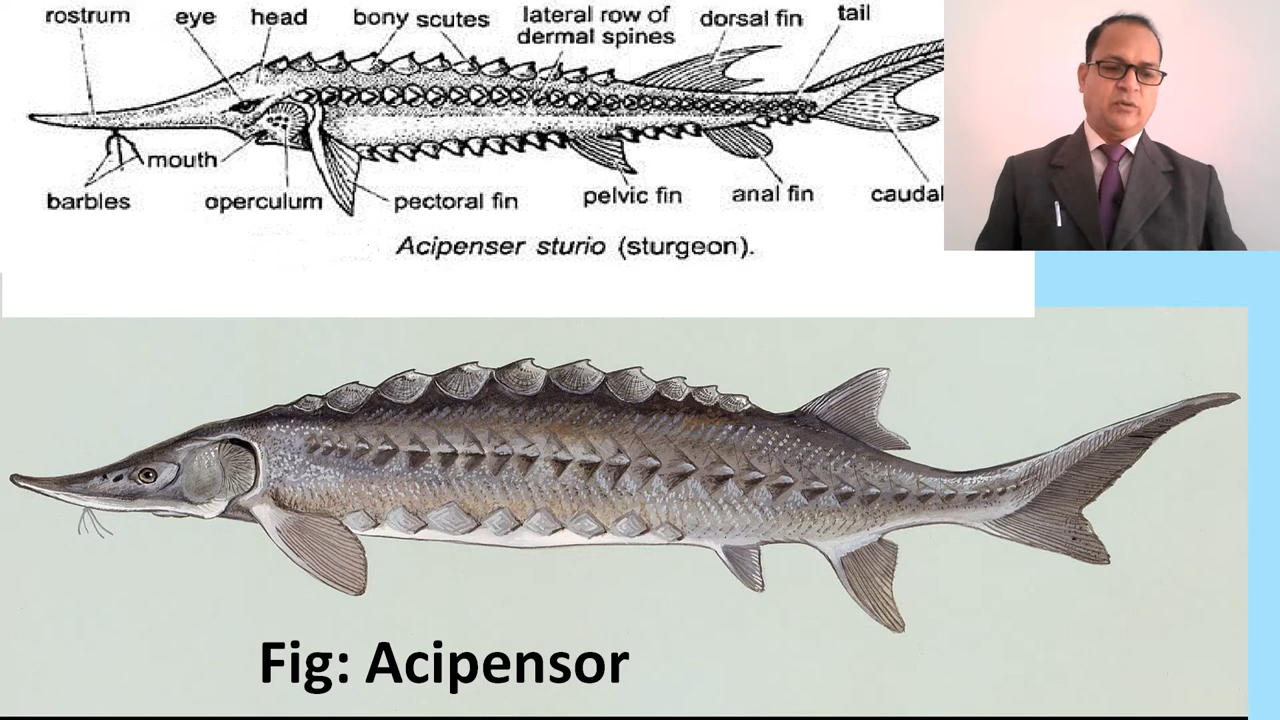 rostrum eye head bony scutes lateral row of dermal spines dorsal fin tail
barbles mouth operculum pectoral fin pelvic fin anal fin caudal
Acipenser sturio (sturgeon).
Fig: Acipensor